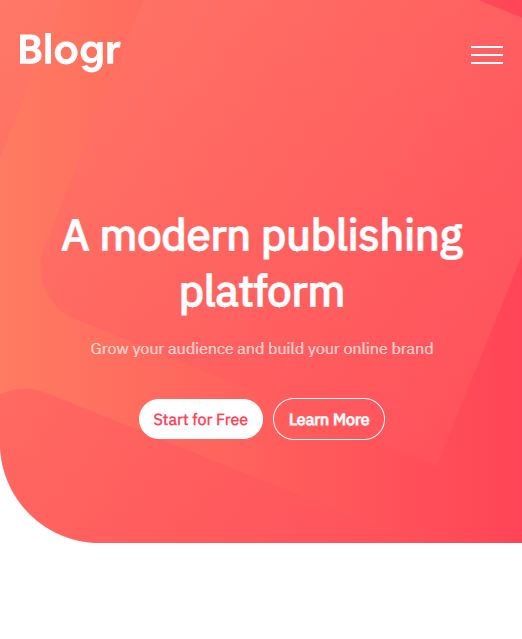 Blogr
A modern publishing
platform
Grow your audience and build your online brand
Start for Free
Learn More